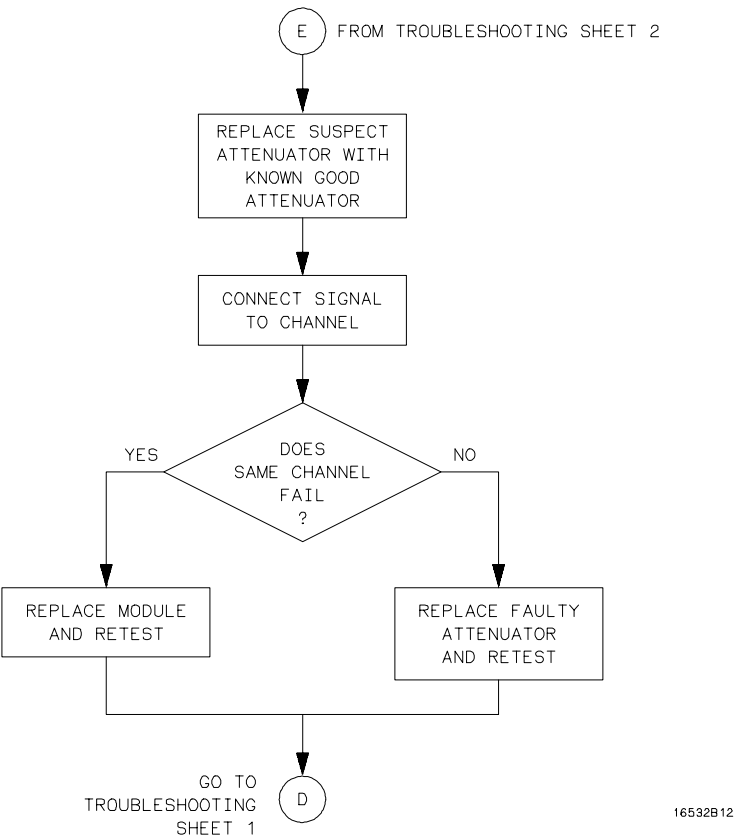 E
FROM TROUBLESHOOTING SHEET 2
REPLACE SUSPECT
ATTENUATOR WITH
KNOWN GOOD
ATTENUATOR
CONNECT SIGNAL
TO CHANNEL
DOES
SAME CHANNEL
FAIL
?
YES
NO
REPLACE MODULE
AND RETEST
REPLACE FAULTY
ATTENUATOR
AND RETEST
GO TO
TROUBLESHOOTING
SHEET 1
D
16532B12